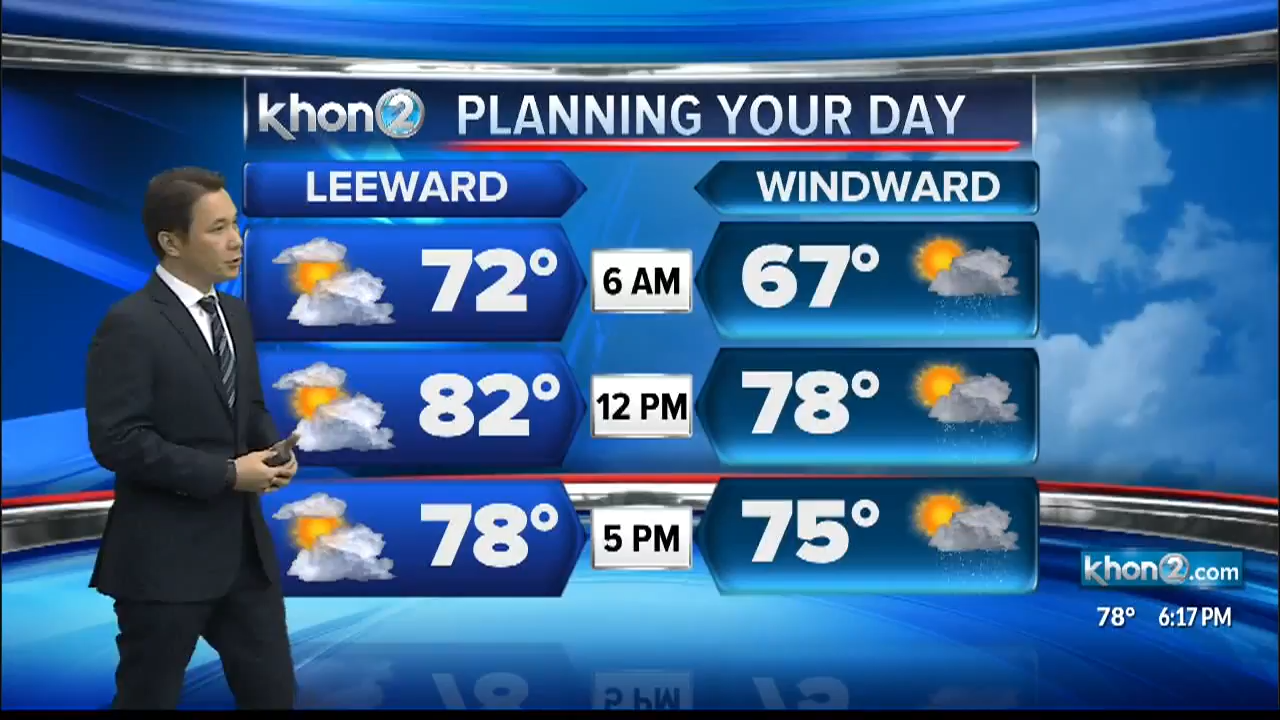 khon2 PLANNING YOUR DAY
LEEWARD WINDWARD
72° 6 AM 67°
82° 12 PM 78°
78° 5 PM 75°
khon2.com
78° 6:17 PM